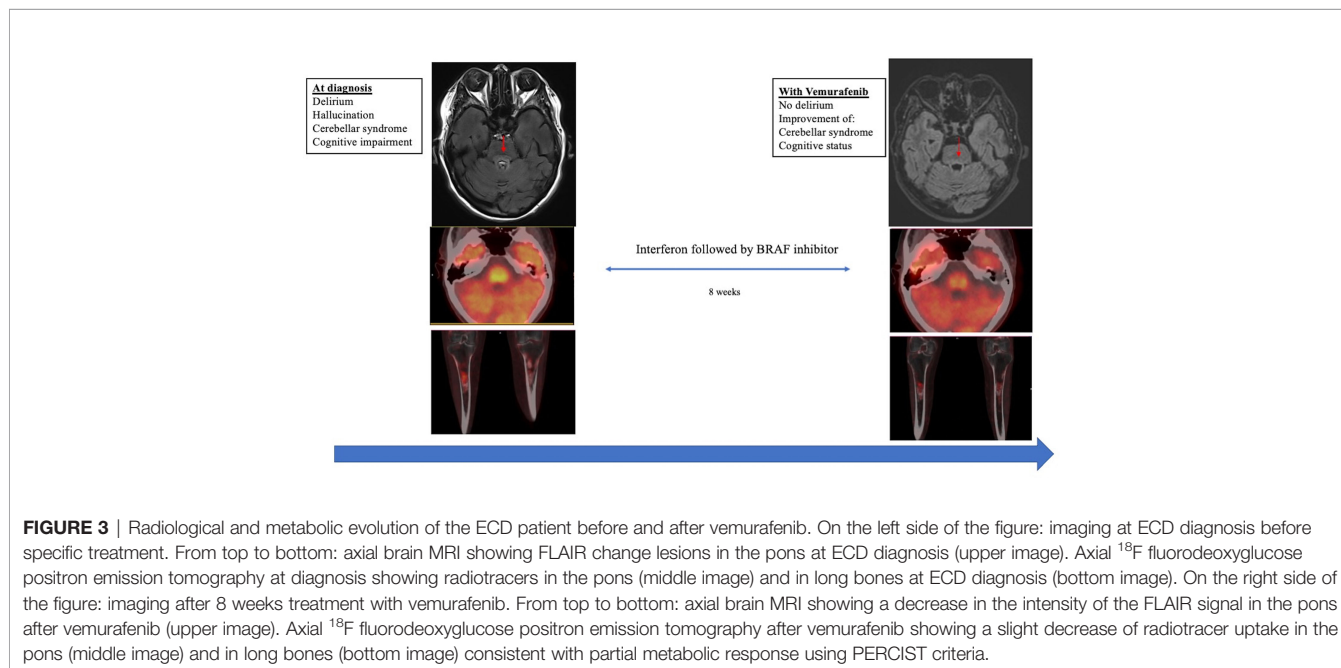 At diagnosis
Delirium
Hallucination
Cerebellar syndrome
Cognitive impairment
With Vemurafenib
No delirium
Improvement of:
Cerebellar syndrome
Cognitive status
Interferon followed by BRAF inhibitor
8 weeks
FIGURE 3 | Radiological and metabolic evolution of the ECD patient before and after vemurafenib. On the left side of the figure: imaging at ECD diagnosis before
specific treatment. From top to bottom: axial brain MRI showing FLAIR change lesions in the pons at ECD diagnosis (upper image). Axial ¹⁸F fluorodeoxyglucose
positron emission tomography at diagnosis showing radiotracers in the pons (middle image) and in long bones at ECD diagnosis (bottom image). On the right side of
the figure: imaging after 8 weeks treatment with vemurafenib. From top to bottom: axial brain MRI showing a decrease in the intensity of the FLAIR signal in the pons
after vemurafenib (upper image). Axial ¹⁸F fluorodeoxyglucose positron emission tomography after vemurafenib showing a slight decrease of radiotracer uptake in the
pons (middle image) and in long bones (bottom image) consistent with partial metabolic response using PERCIST criteria.